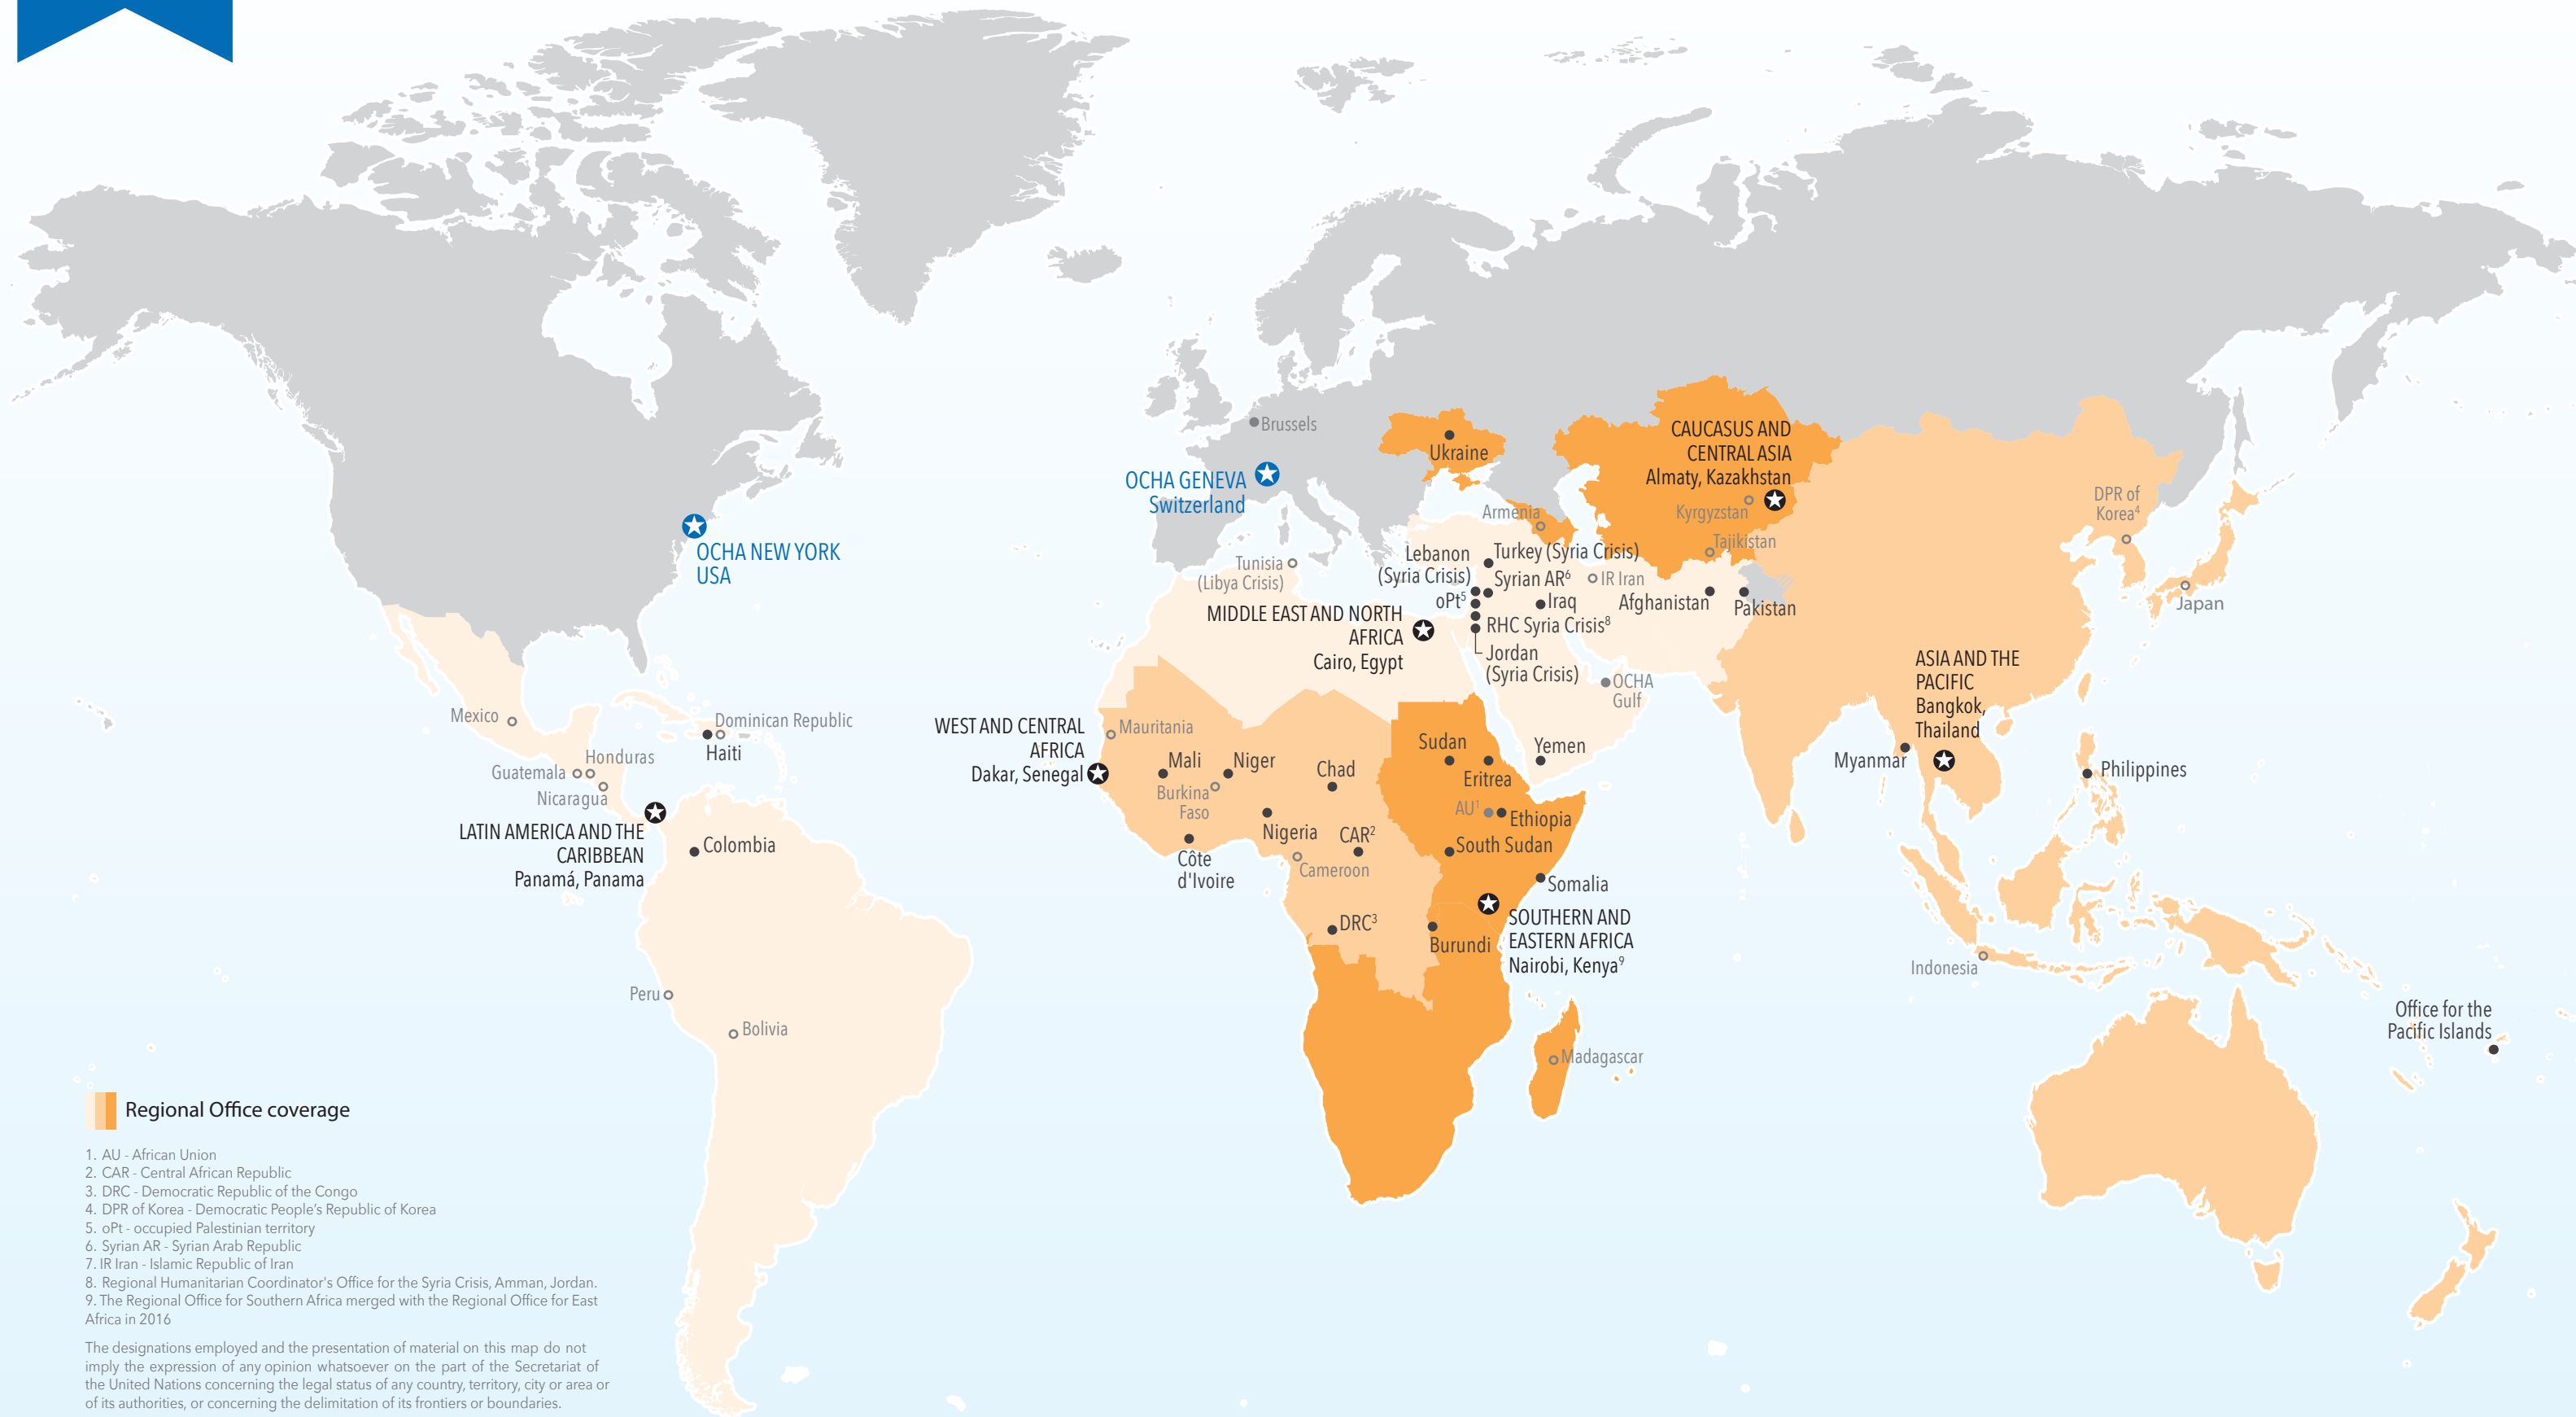 Brussels
OCHA GENEVA
Switzerland
OCHA NEW YORK
USA
Ukraine
CAUCASUS AND
CENTRAL ASIA
Almaty, Kazakhstan
Kyrgyzstan
Armenia
Tajikistan
DPR of
Korea4
Japan
Tunisia
(Libya Crisis)
Lebanon
(Syria Crisis)
Turkey (Syria Crisis)
Syrian AR6
oPt5
IR Iran
Iraq
Afghanistan
Pakistan
MIDDLE EAST AND NORTH
AFRICA
Cairo, Egypt
RHC Syria Crisis8
Jordan
(Syria Crisis)
OCHA
Gulf
ASIA AND THE
PACIFIC
Bangkok,
Thailand
Myanmar
Philippines
Mexico
Dominican Republic
Haiti
Honduras
Guatemala
Nicaragua
LATIN AMERICA AND THE
CARIBBEAN
Panamá, Panama
Colombia
Peru
Bolivia
WEST AND CENTRAL
AFRICA
Dakar, Senegal
Mauritania
Mali
Niger
Burkina
Faso
Chad
Nigeria
CAR2
Côte
d'Ivoire
Cameroon
DRC3
Sudan
Eritrea
Yemen
AU1
Ethiopia
South Sudan
Somalia
Burundi
SOUTHERN AND
EASTERN AFRICA
Nairobi, Kenya9
Madagascar
Indonesia
Office for the
Pacific Islands
Regional Office coverage
1. AU - African Union
2. CAR - Central African Republic
3. DRC - Democratic Republic of the Congo
4. DPR of Korea - Democratic People's Republic of Korea
5. oPt - occupied Palestinian territory
6. Syrian AR - Syrian Arab Republic
7. IR Iran - Islamic Republic of Iran
8. Regional Humanitarian Coordinator's Office for the Syria Crisis, Amman, Jordan.
9. The Regional Office for Southern Africa merged with the Regional Office for East
Africa in 2016
The designations employed and the presentation of material on this map do not
imply the expression of any opinion whatsoever on the part of the Secretariat of
the United Nations concerning the legal status of any country, territory, city or area or
of its authorities, or concerning the delimitation of its frontiers or boundaries.